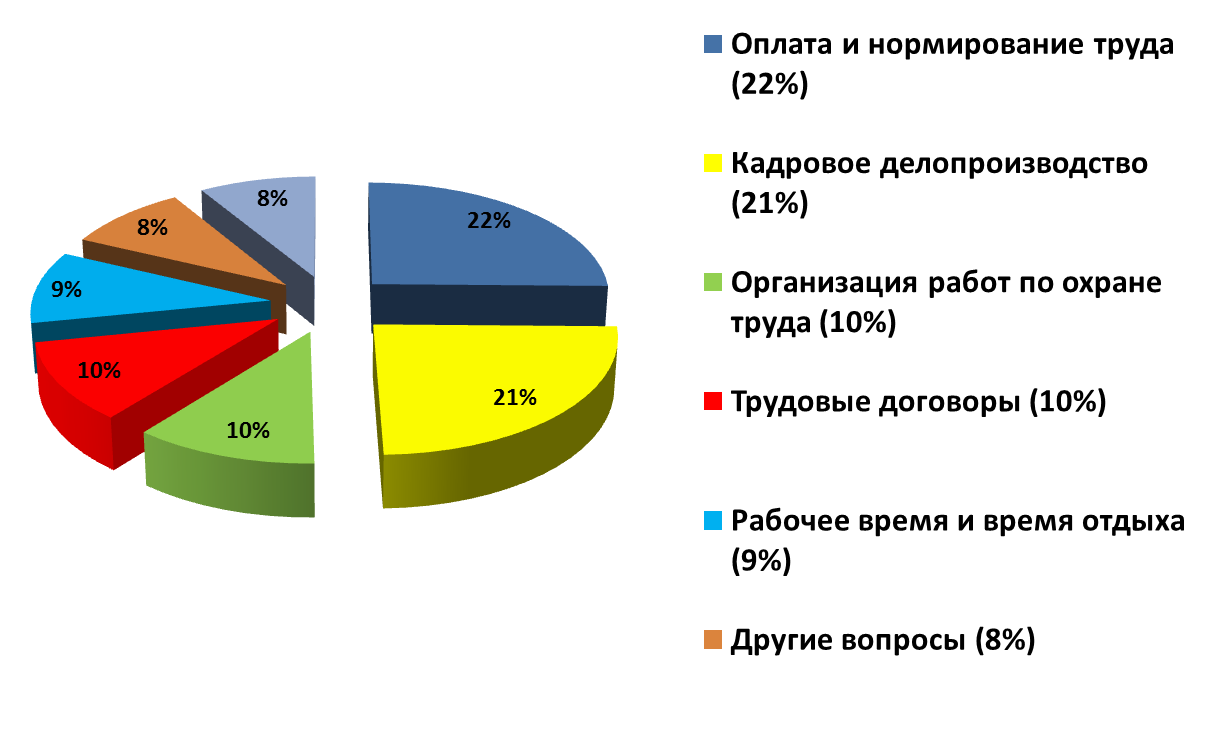 8%
8%
9%
10%
10%
22%
21%
Оплата и нормирование труда
(22%)
Кадровое делопроизводство
(21%)
Организация работ по охране
труда (10%)
Трудовые договоры (10%)
Рабочее время и время отдыха
(9%)
Другие вопросы (8%)